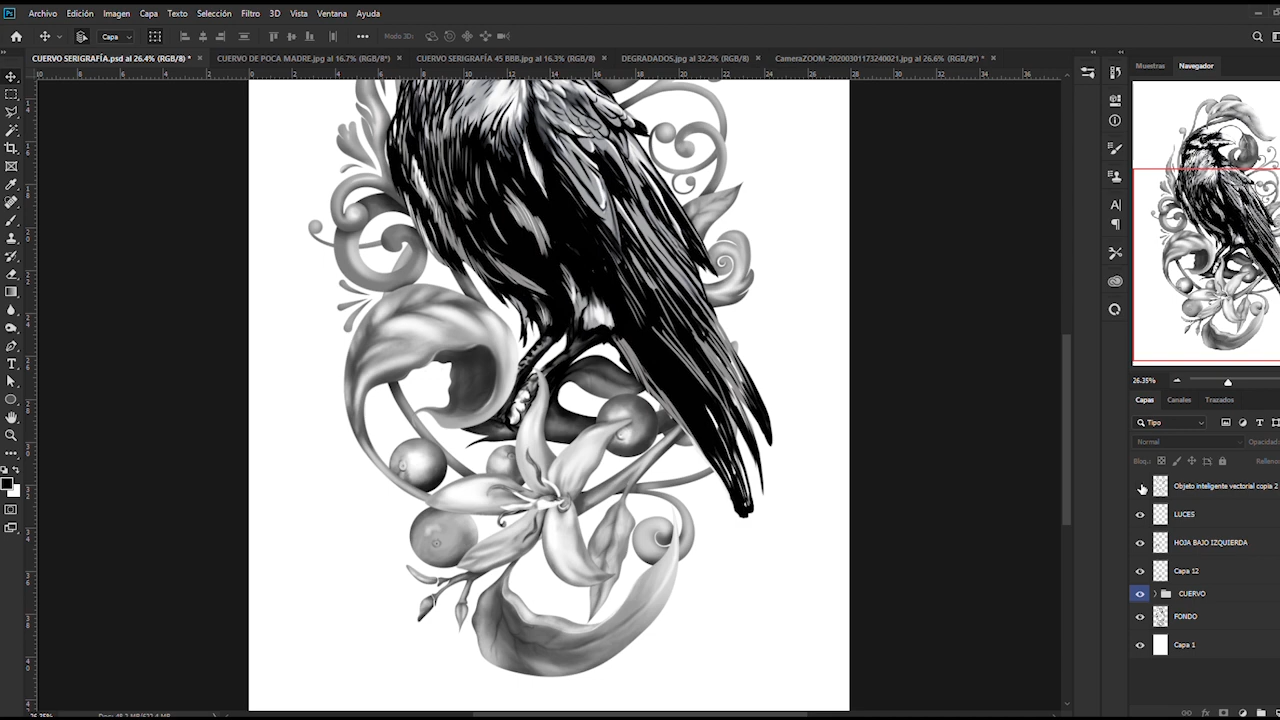 Ps Archivo Edición Imagen Capa Texto Selección Filtro 3D Vista Ventana Ayuda
Capa Modo 3D:
CUERVO SERIGRAFÍA.psd al 26.4% (RGB/8) * × CUERVO DE POCA MADRE.jpg al 16.7% (RGB/8*) × CUERVO SERIGRAFÍA 45 BBB.jpg al 16.3% (RGB/8) × DEGRADADOS.jpg al 32.2% (RGB/8) × CameraZOOM-20200301173240021.jpg al 26.6% (RGB/8*) * ×
Muestras Navegador
26.35%
Capas Canales Trazados
Tipo
Normal Opacidad:
Bloq.: Relleno
Objeto inteligente vectorial copia 2
LUCES
HOJA BAJO IZQUIERDA
Capa 12
CUERVO
FONDO
Capa 1
26.35%